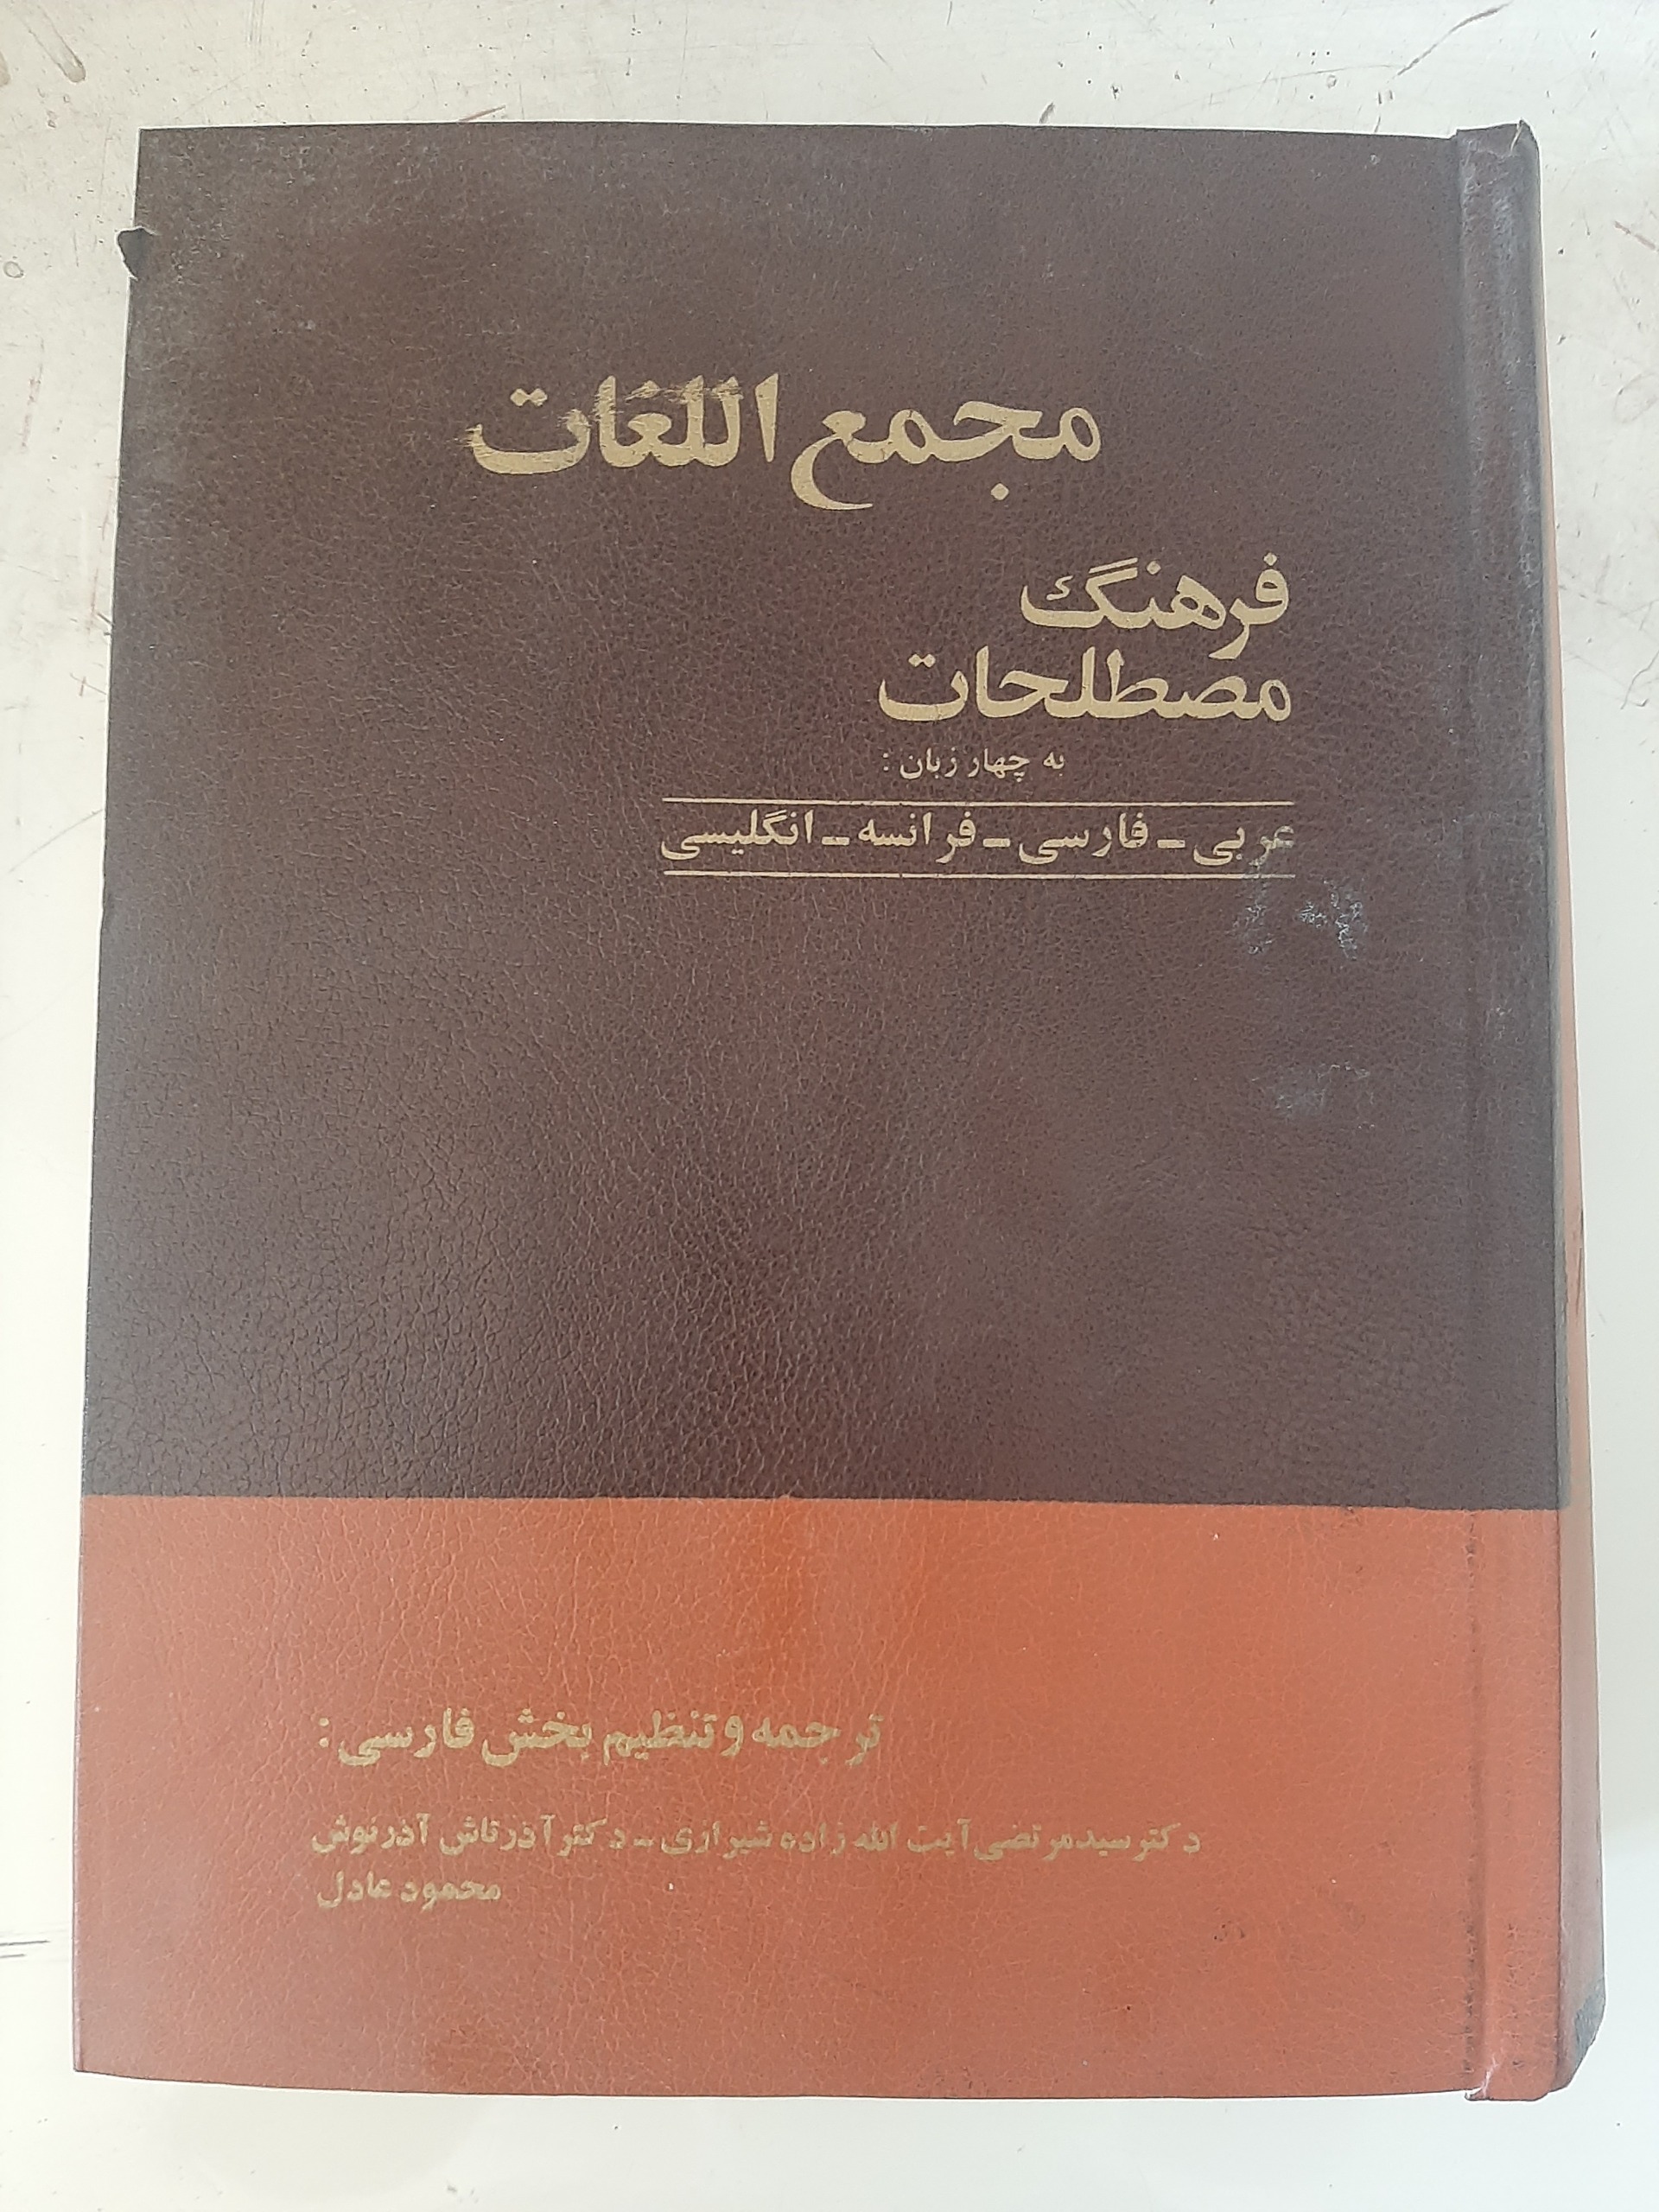 مجمع اللغات
فرهنگ
مصطلحات
به چهار زبان :
عربی ـ فارسی ـ فرانسه ـ انگلیسی
ترجمه و تنظیم بخش فارسی :
دکتر سید مرتضی آیت الله زاده شیرازی ـ دکتر آذرتاش آذرنوش
محمود عادل